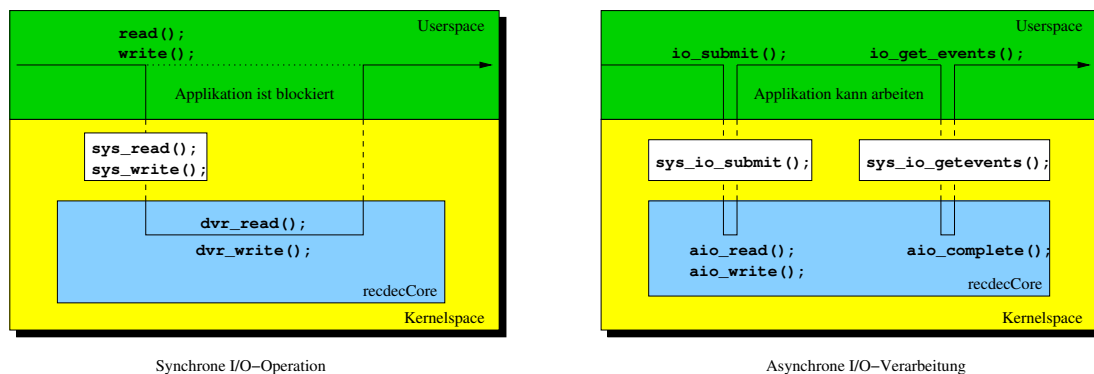 Userspace
read();
write();
Applikation ist blockiert
sys_read();
sys_write();
dvr_read();
dvr_write();
recdecCore
Kernelspace
Synchrone I/O−Operation
Userspace
io_submit();
io_get_events();
Applikation kann arbeiten
sys_io_submit();
sys_io_getevents();
aio_read();
aio_write();
aio_complete();
recdecCore
Kernelspace
Asynchrone I/O−Verarbeitung